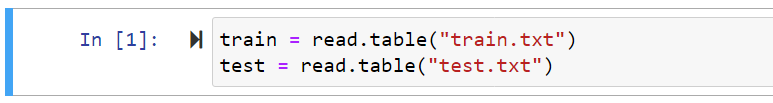 In [1]: train = read.table("train.txt")
test = read.table("test.txt")